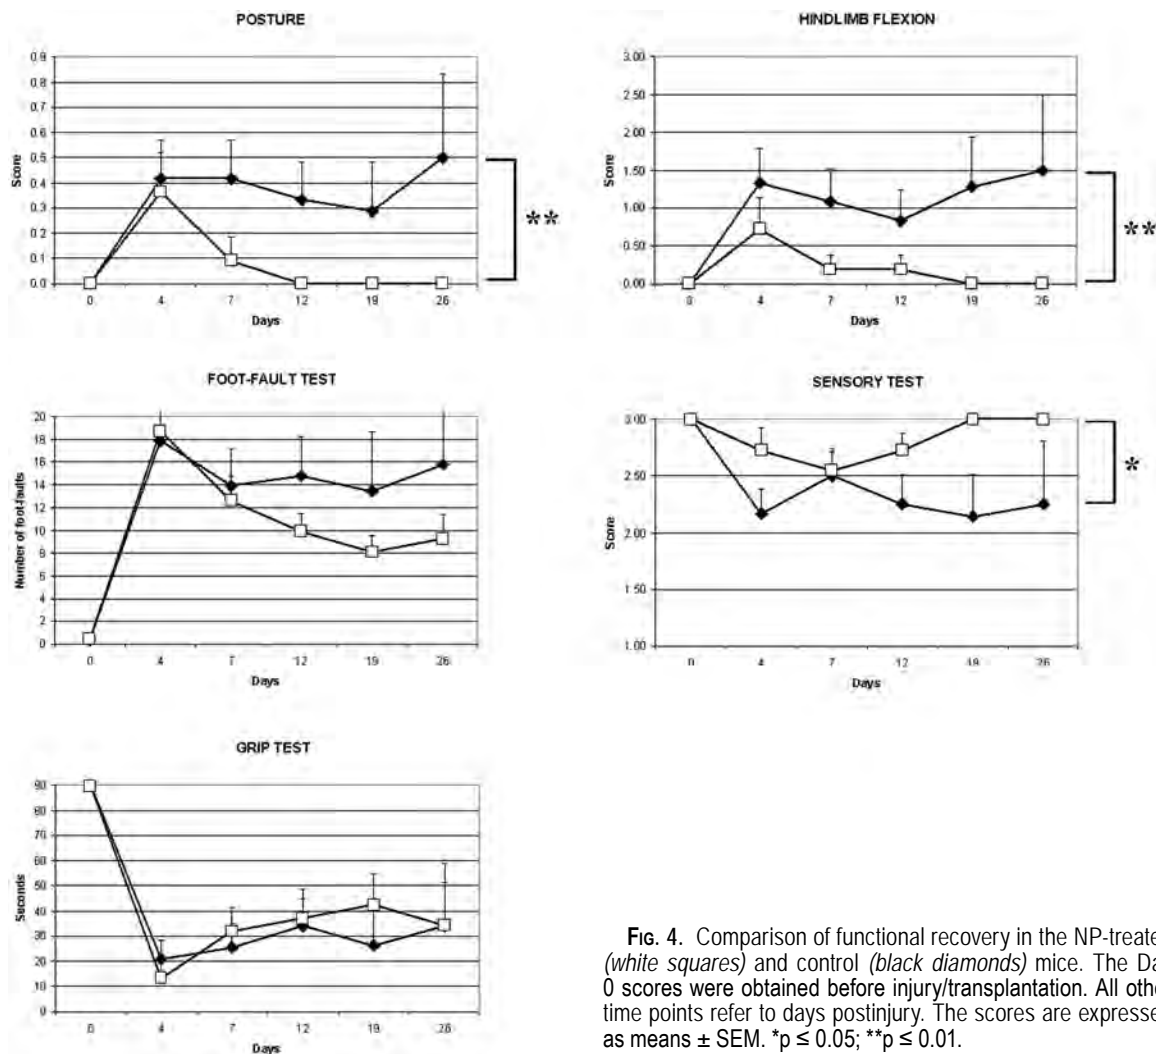 POSTURE
0.9
0.8
0.7
0.6
0.5
0.4
0.3
0.2
0.1
0.0
Score
0 4 7 12 19 26
Days
**
HINDLIMB FLEXION
3.00
2.50
2.00
1.50
1.00
0.50
0.00
Score
0 4 7 12 19 26
Days
**
FOOT-FAULT TEST
20
18
16
14
12
10
8
6
4
2
0
Number of foot-faults
0 4 7 12 19 26
Days
SENSORY TEST
3.00
2.50
2.00
1.50
1.00
Score
0 4 7 12 19 26
Days
*
GRIP TEST
90
80
70
60
50
40
30
20
10
0
Seconds
0 4 7 12 19 26
Days
FIG. 4. Comparison of functional recovery in the NP-treate
(white squares) and control (black diamonds) mice. The Da
0 scores were obtained before injury/transplantation. All othe
time points refer to days postinjury. The scores are expresse
as means ± SEM. *p ≤ 0.05; **p ≤ 0.01.